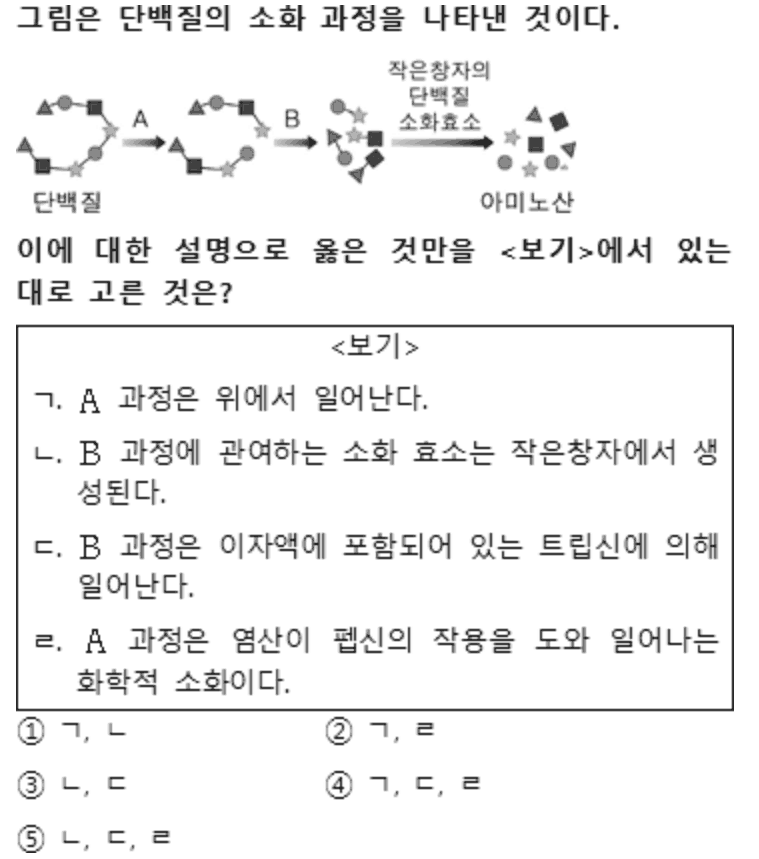 그림은 단백질의 소화 과정을 나타낸 것이다.
작은창자의
단백질
소화효소
A
B
단백질
아미노산
이에 대한 설명으로 옳은 것만을 <보기>에서 있는
대로 고른 것은?
<보기>
ㄱ. A 과정은 위에서 일어난다.
ㄴ. B 과정에 관여하는 소화 효소는 작은창자에서 생
성된다.
ㄷ. B 과정은 이자액에 포함되어 있는 트립신에 의해
일어난다.
ㄹ. A 과정은 염산이 펩신의 작용을 도와 일어나는
화학적 소화이다.
① ㄱ, ㄴ ② ㄱ, ㄹ
③ ㄴ, ㄷ ④ ㄱ, ㄷ, ㄹ
⑤ ㄴ, ㄷ, ㄹ